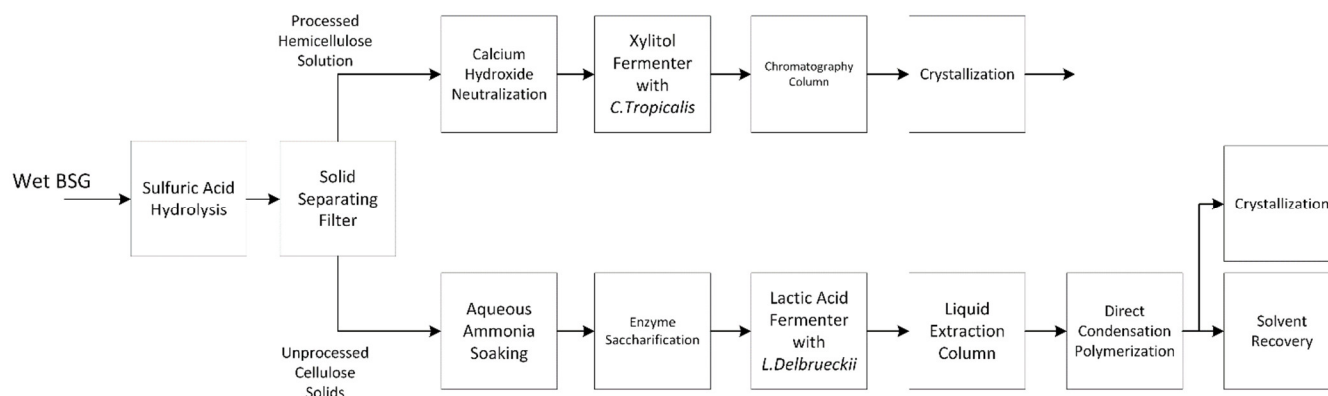 Processed
Hemicellulose
Solution
Calcium
Hydroxide
Neutralization
Xylitol
Fermenter
with
C.Tropicalis
Chromatography
Column
Crystallization
Wet BSG
Sulfuric Acid
Hydrolysis
Solid
Separating
Filter
Unprocessed
Cellulose
Solids
Aqueous
Ammonia
Soaking
Enzyme
Saccharification
Lactic Acid
Fermenter
with
L.Delbrueckii
Liquid
Extraction
Column
Direct
Condensation
Polymerization
Crystallization
Solvent
Recovery